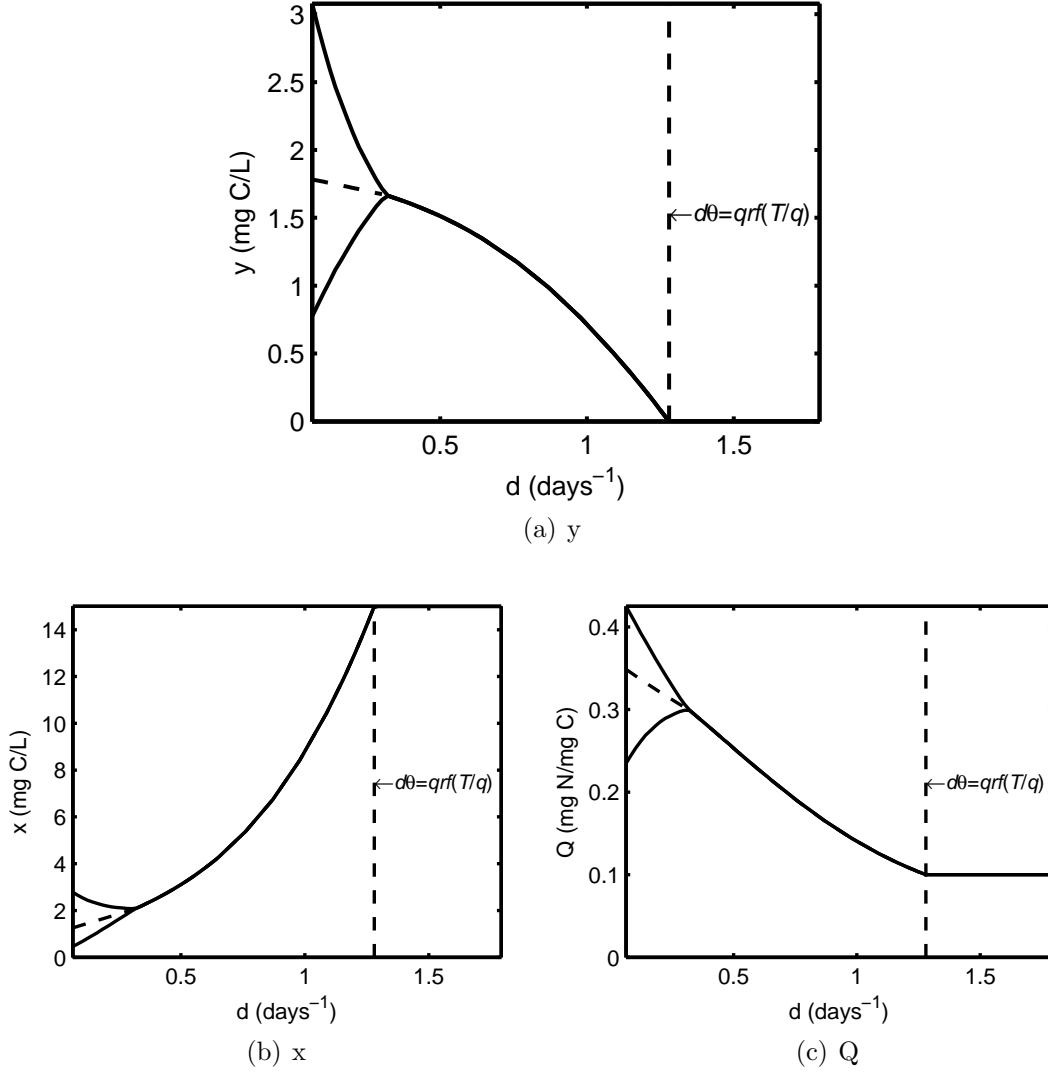 3
2.5
2
1.5
1
0.5
0
y (mg C/L)
←dθ=qrf(T/q)
0.5 1 1.5
d (days⁻¹)
(a) y
14
12
10
8
6
4
2
0
x (mg C/L)
←dθ=qrf(T/q)
0.5 1 1.5
d (days⁻¹)
(b) x
0.4
0.3
0.2
0.1
0
Q (mg N/mg C)
←dθ=qrf(T/q)
0.5 1 1.5
d (days⁻¹)
(c) Q